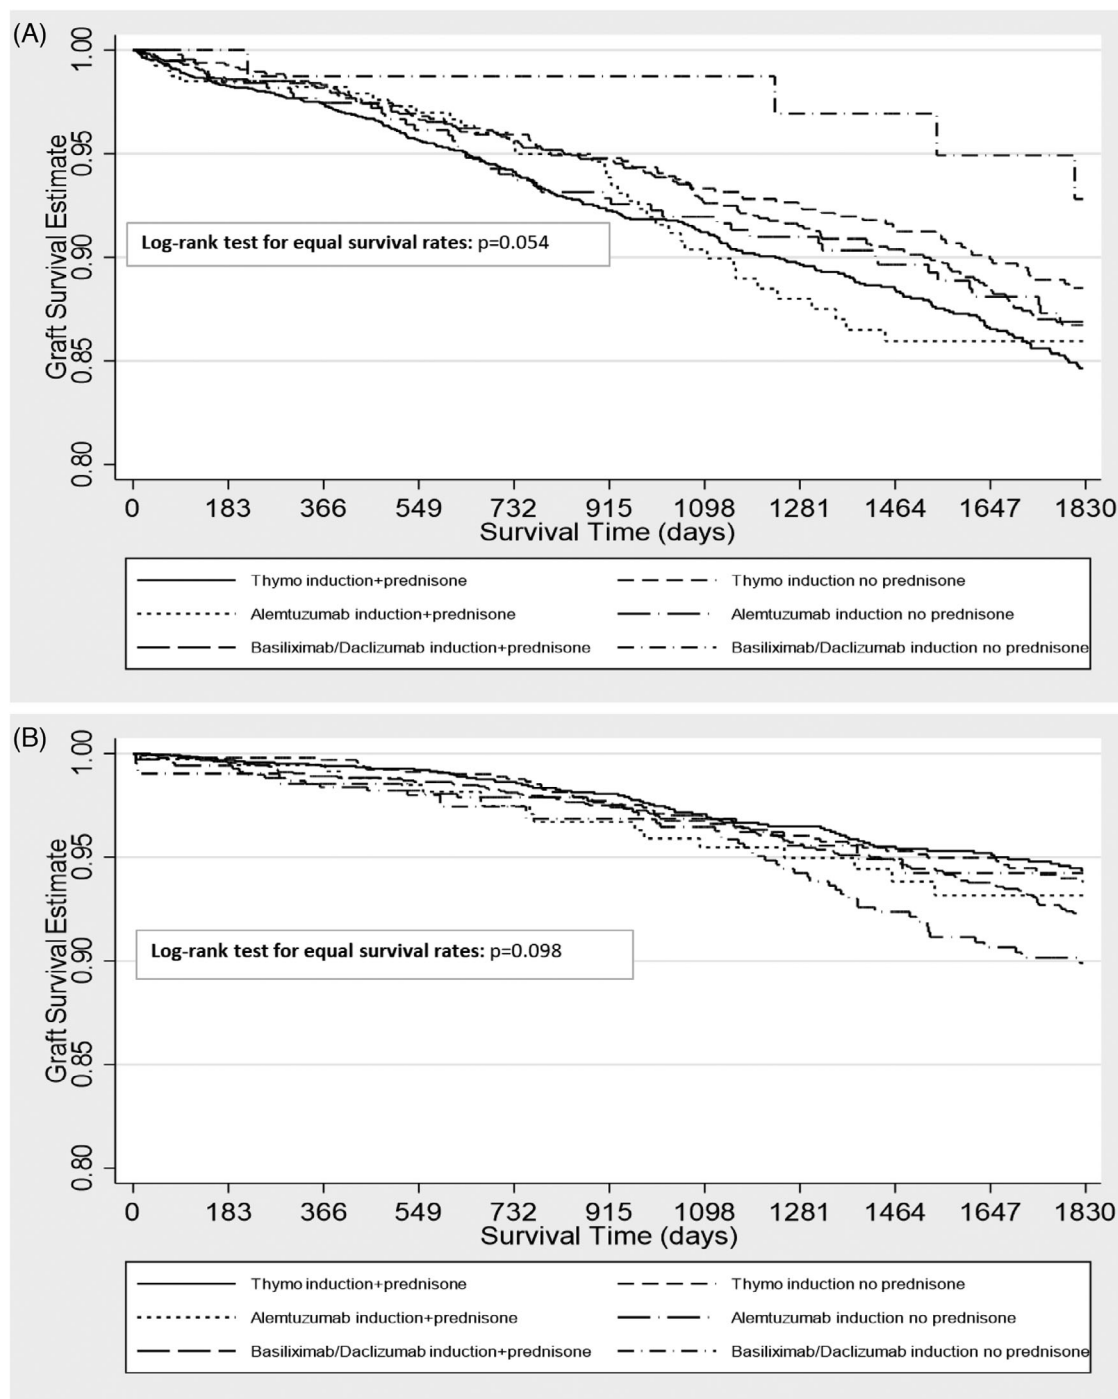 (A)
1.00
0.95
0.90
0.85
0.80
Graft Survival Estimate
Log-rank test for equal survival rates: p=0.054
0 183 366 549 732 915 1098 1281 1464 1647 1830
Survival Time (days)
Thymo induction+prednisone Thymo induction no prednisone
Alemtuzumab induction+prednisone Alemtuzumab induction no prednisone
Basiliximab/Daclizumab induction+prednisone Basiliximab/Daclizumab induction no prednisone
(B)
1.00
0.95
0.90
0.85
0.80
Graft Survival Estimate
Log-rank test for equal survival rates: p=0.098
0 183 366 549 732 915 1098 1281 1464 1647 1830
Survival Time (days)
Thymo induction+prednisone Thymo induction no prednisone
Alemtuzumab induction+prednisone Alemtuzumab induction no prednisone
Basiliximab/Daclizumab induction+prednisone Basiliximab/Daclizumab induction no prednisone